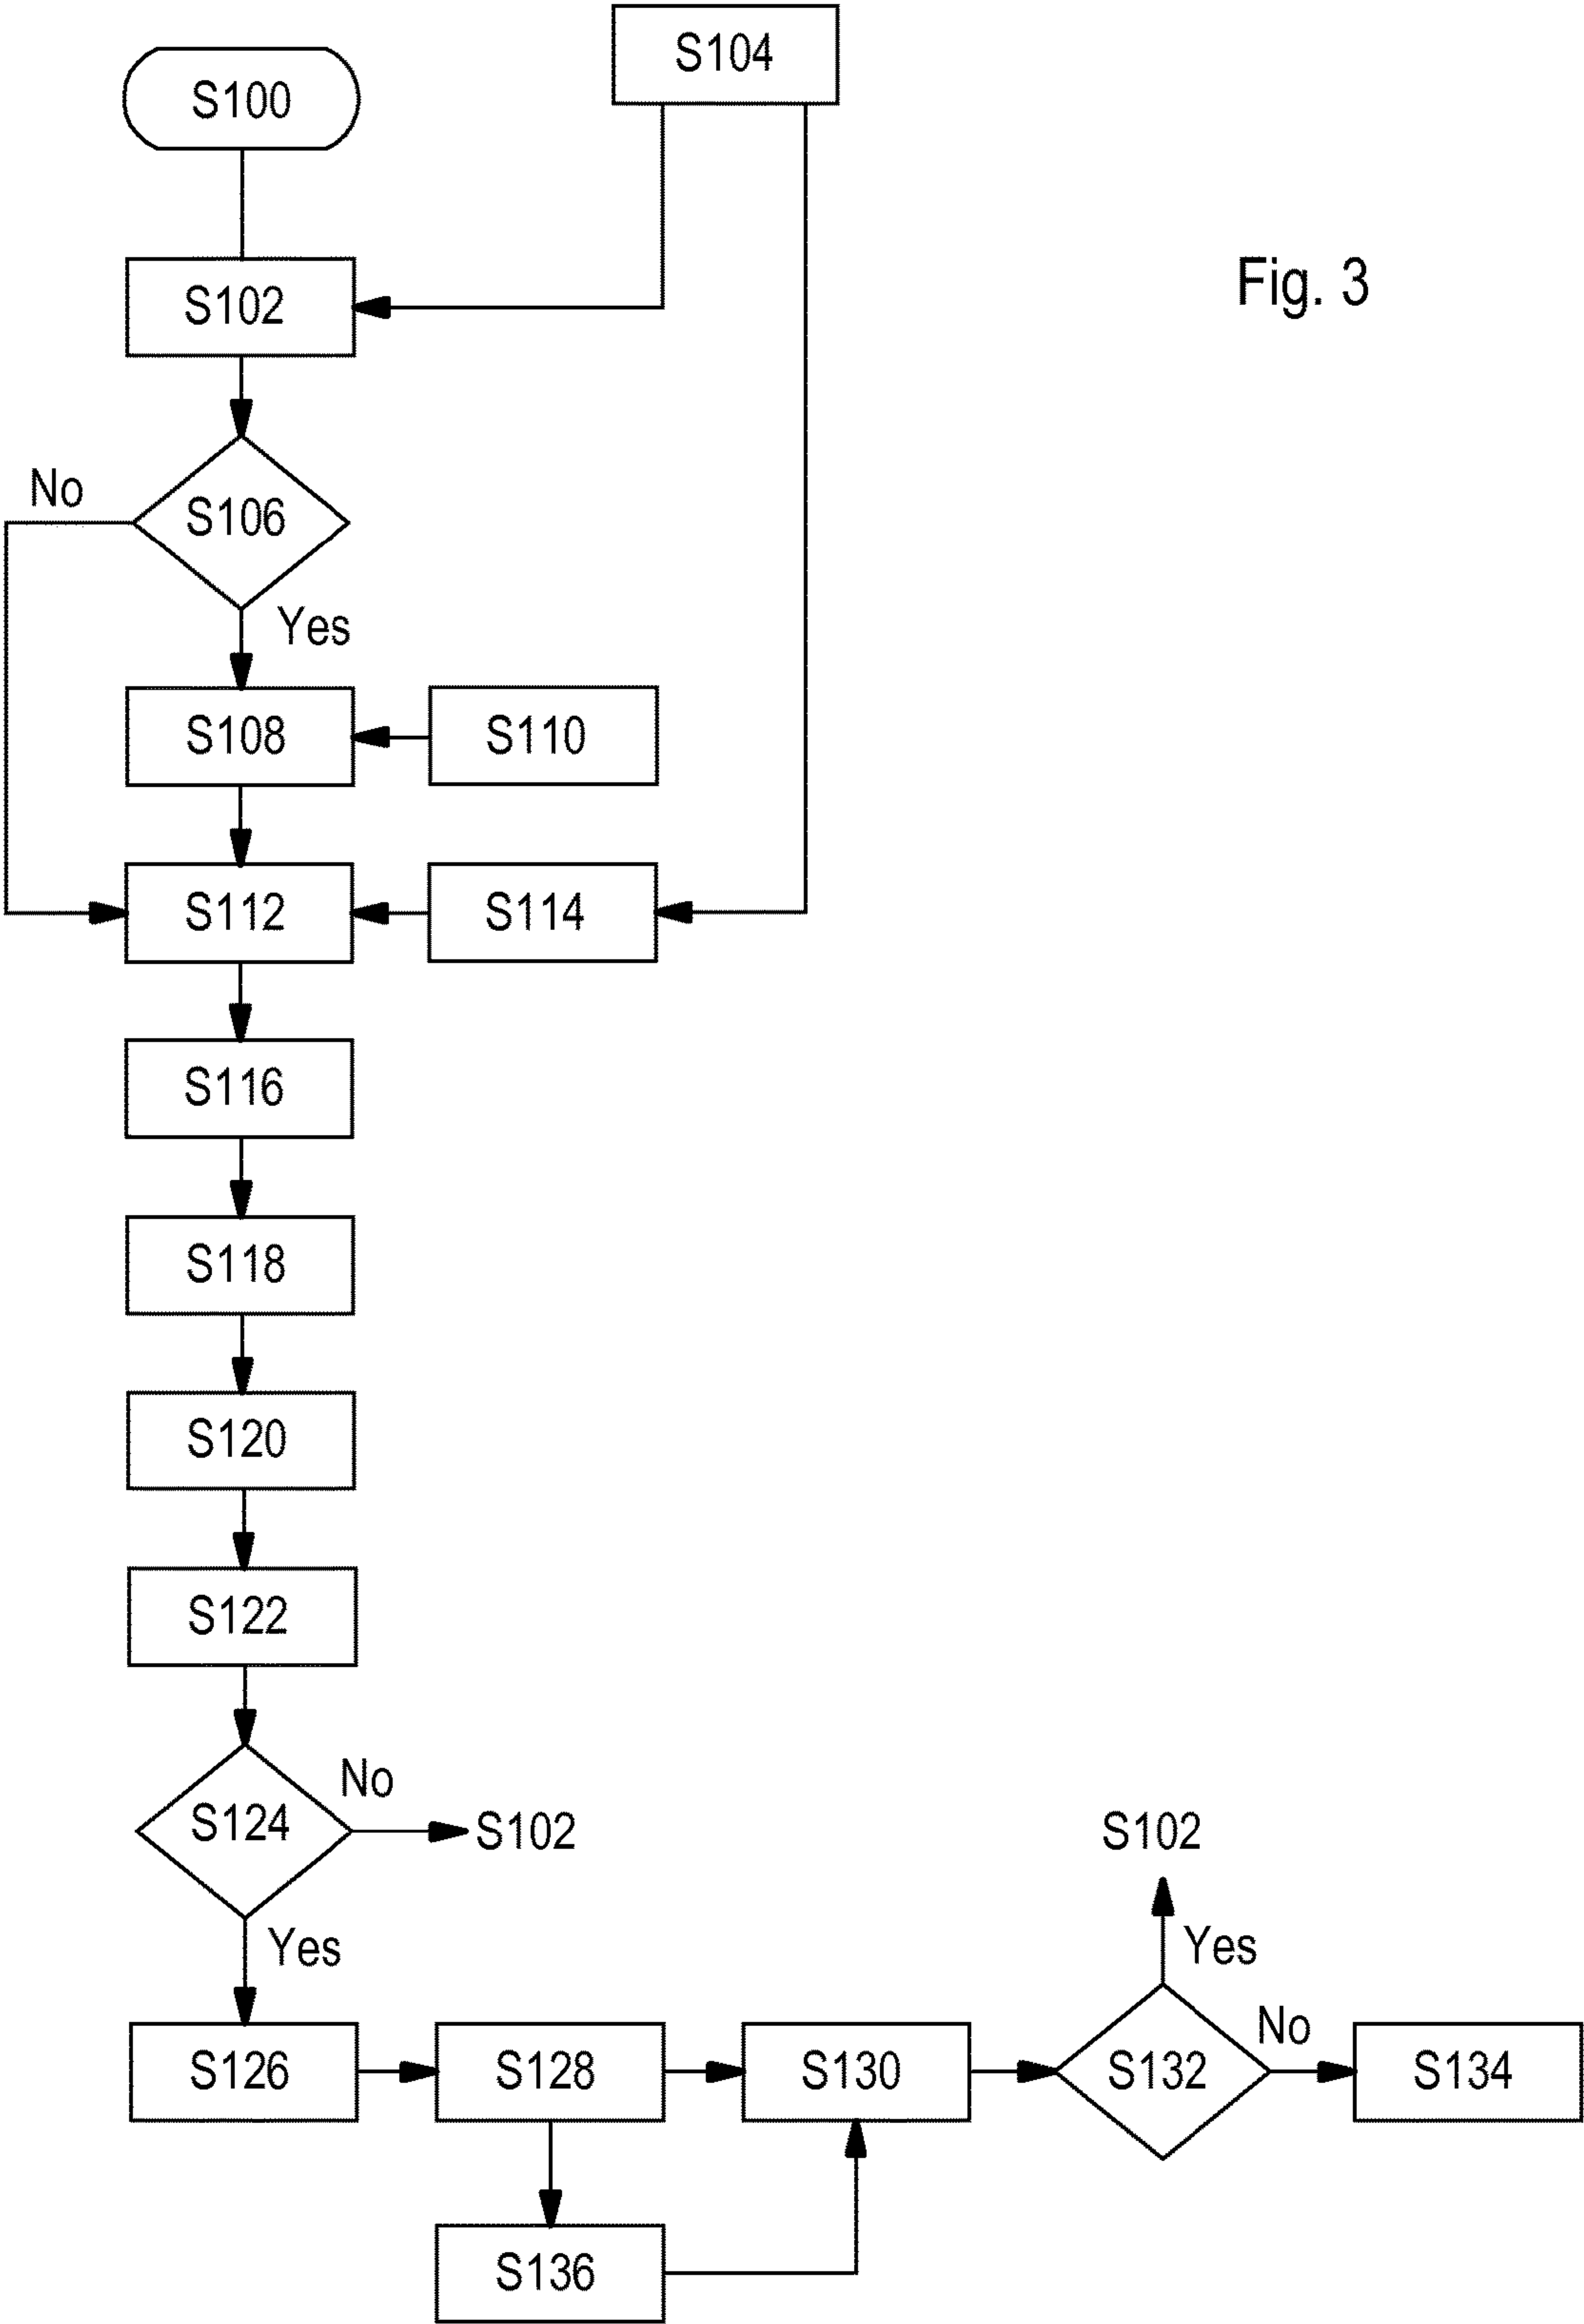 S104
S100
S102
Fig. 3
No
S106
Yes
S108
S110
S112
S114
S116
S118
S120
S122
No
S124
S102
S102
Yes
Yes
No
S126
S128
S130
S132
S134
S136